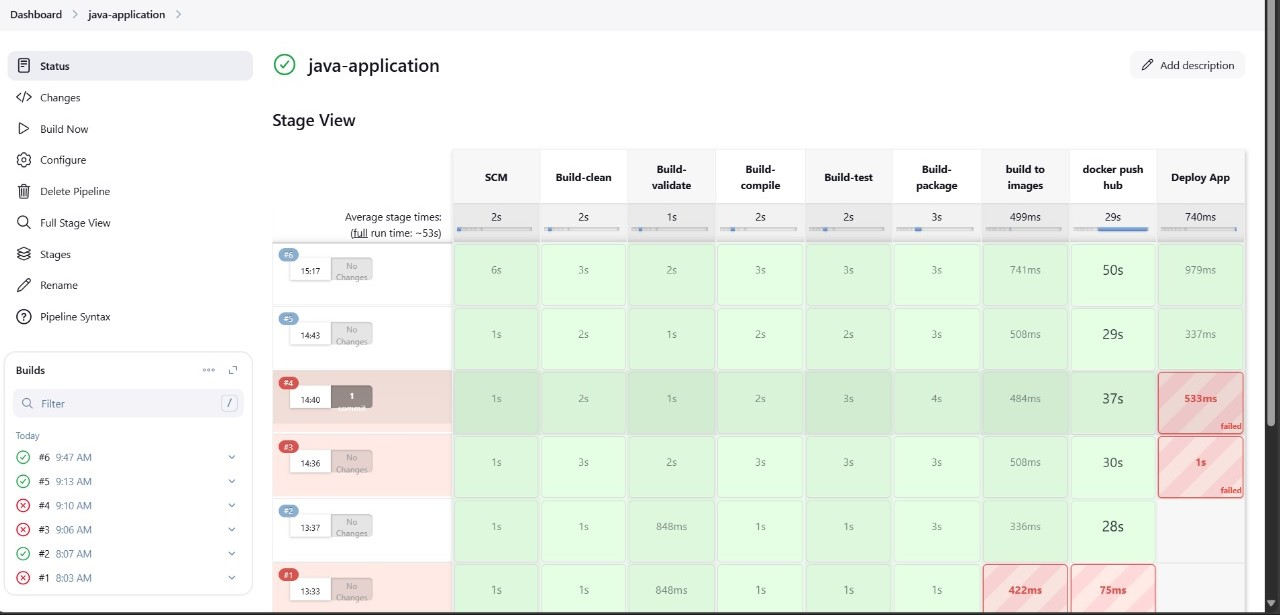 Dashboard > java-application >
Status
Changes
Build Now
Configure
Delete Pipeline
Full Stage View
Stages
Rename
Pipeline Syntax
Builds
Filter /
Today
#6 9:47 AM
#5 9:13 AM
#4 9:10 AM
#3 9:06 AM
#2 8:07 AM
#1 8:03 AM
java-application
Add description
Stage View
SCM
Build-clean
Build-
validate
Build-
compile
Build-test
Build-
package
build to
images
docker push
hub
Deploy App
Average stage times:
(full run time: ~53s)
2s 2s 1s 2s 2s 3s 499ms 29s 740ms
#6
15:17 No
Changes
6s 3s 2s 3s 3s 3s 741ms 50s 979ms
#5
14:43 No
Changes
1s 2s 1s 2s 2s 3s 508ms 29s 337ms
#4
14:40 1
commit
1s 2s 1s 2s 3s 4s 484ms 37s 533ms
failed
#3
14:36 No
Changes
1s 3s 2s 3s 3s 3s 508ms 30s 1s
failed
#2
13:37 No
Changes
1s 1s 848ms 1s 1s 3s 336ms 28s
#1
13:33 No
Changes
1s 1s 848ms 1s 1s 1s 422ms 75ms